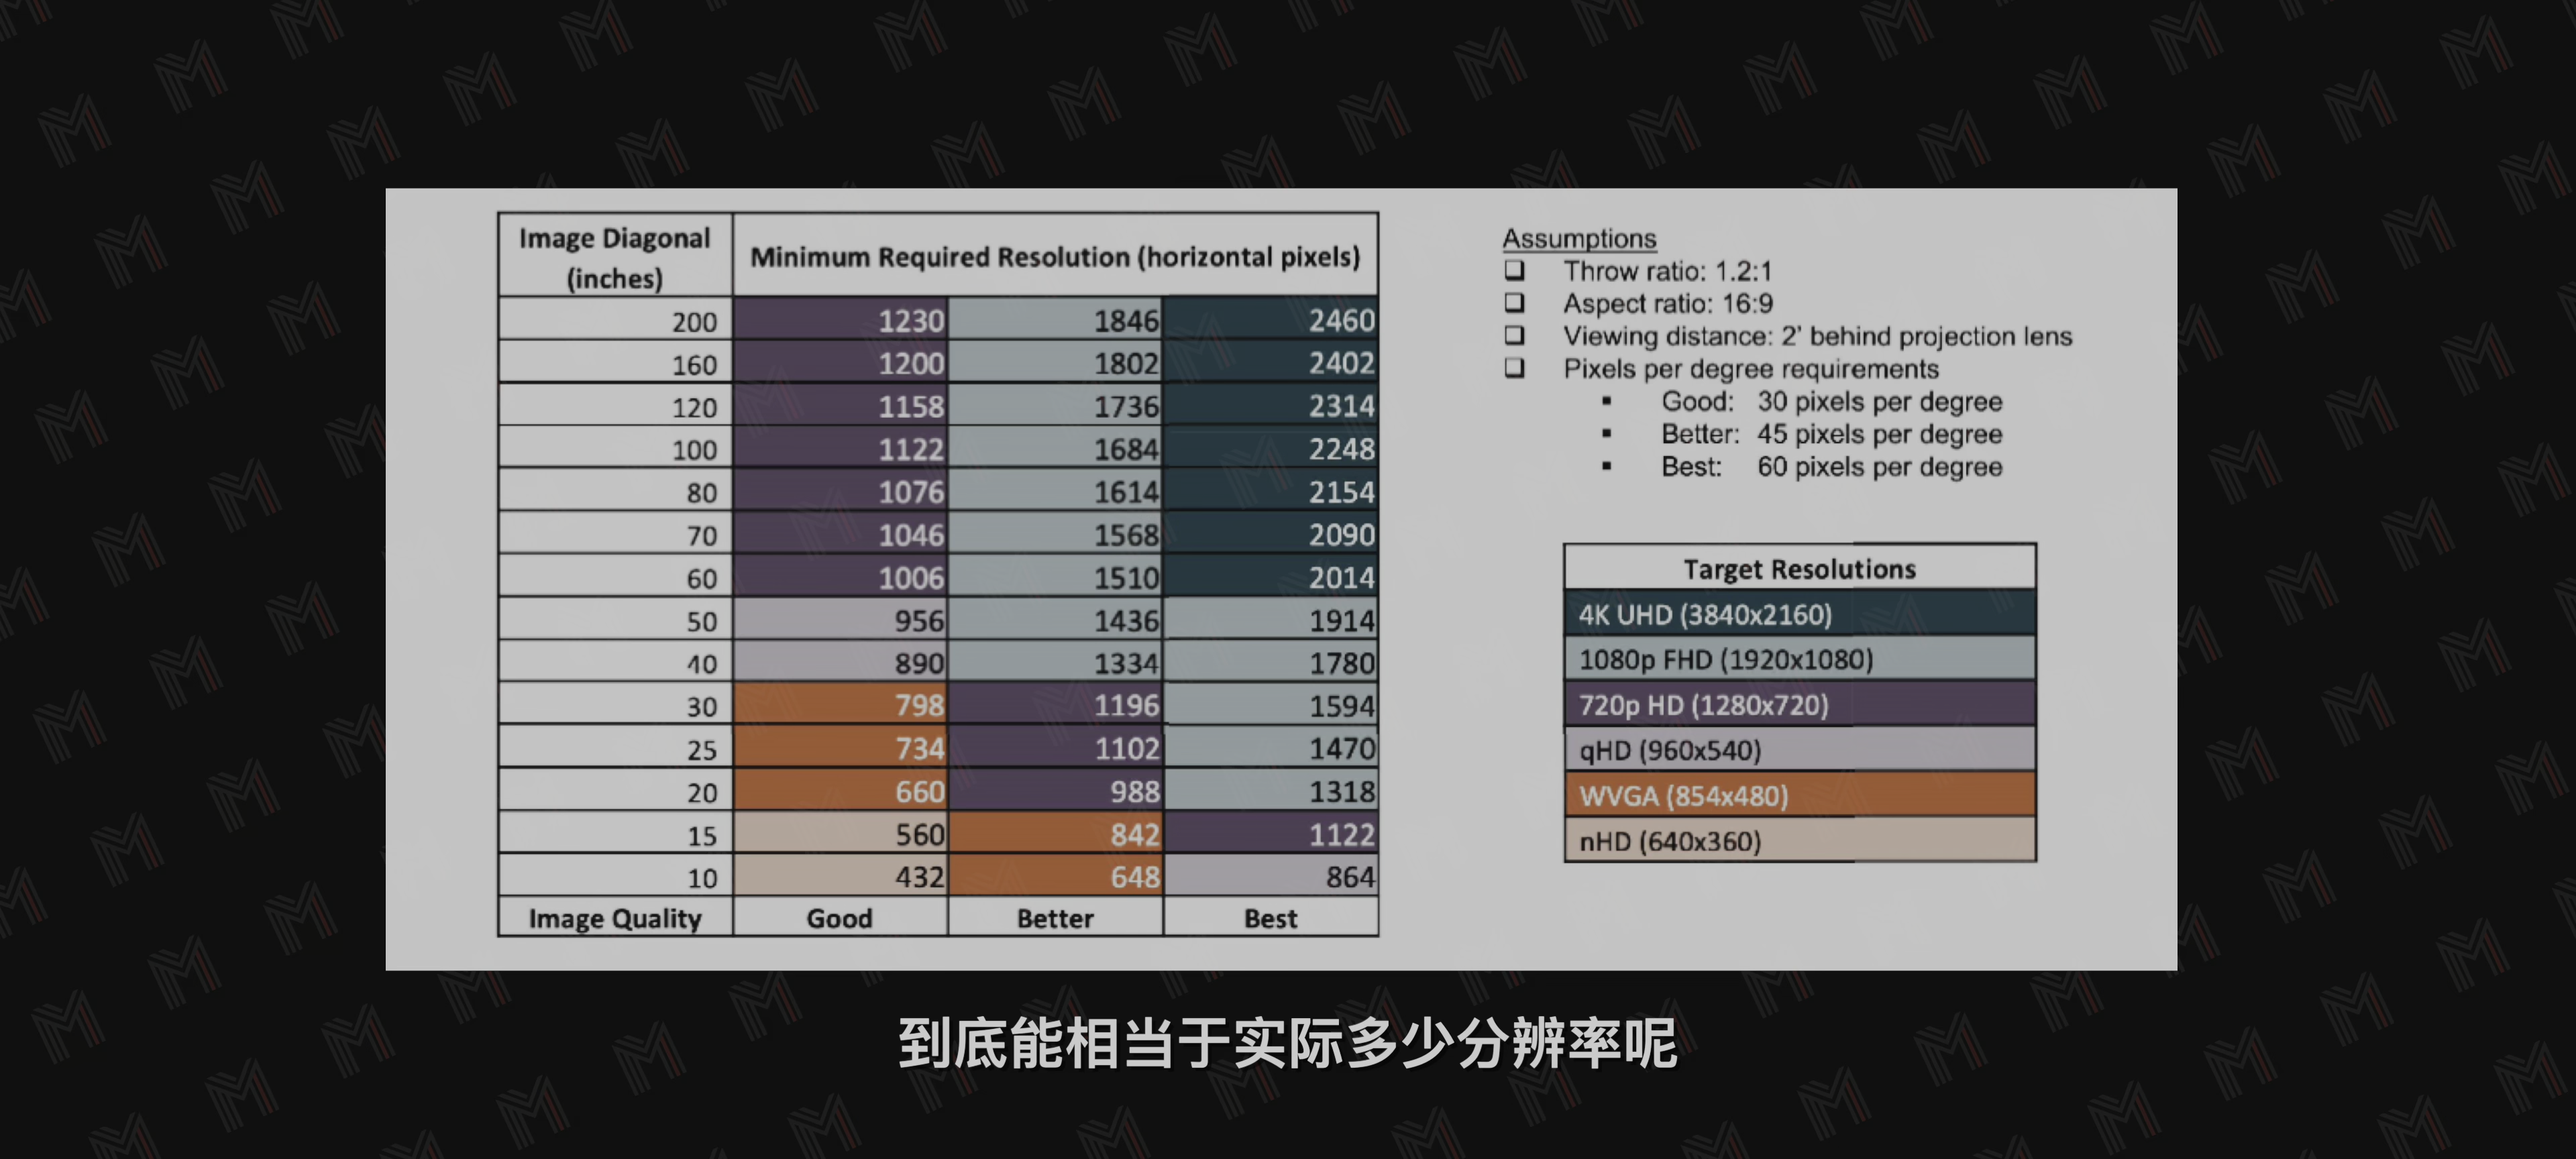 Image Diagonal (inches) Minimum Required Resolution (horizontal pixels)
200 1230 1846 2460
160 1200 1802 2402
120 1158 1736 2314
100 1122 1684 2248
80 1076 1614 2154
70 1046 1568 2090
60 1006 1510 2014
50 956 1436 1914
40 890 1334 1780
30 798 1196 1594
25 734 1102 1470
20 660 988 1318
15 560 842 1122
10 432 648 864
Image Quality Good Better Best
Assumptions
❑ Throw ratio: 1.2:1
❑ Aspect ratio: 16:9
❑ Viewing distance: 2' behind projection lens
❑ Pixels per degree requirements
▪ Good: 30 pixels per degree
▪ Better: 45 pixels per degree
▪ Best: 60 pixels per degree
Target Resolutions
4K UHD (3840x2160)
1080p FHD (1920x1080)
720p HD (1280x720)
qHD (960x540)
WVGA (854x480)
nHD (640x360)
到底能相当于实际多少分辨率呢